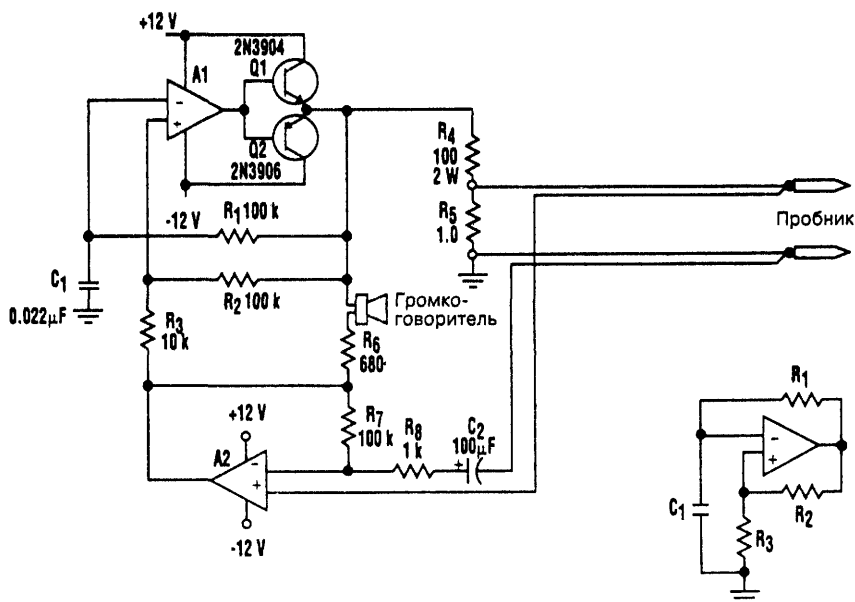 +12 V
2N3904
Q1
A1
−
+
Q2
2N3906
-12 V
R1 100 k
R2 100 k
C1
0.022µF
R3
10 k
R4
100
2 W
R5
1.0
Пробник
Громко-
говоритель
R6
680
R7
100 k
R8
1 k
C2
100µF
+
+12 V
A2
−
+
-12 V
R1
−
+
R2
C1
R3